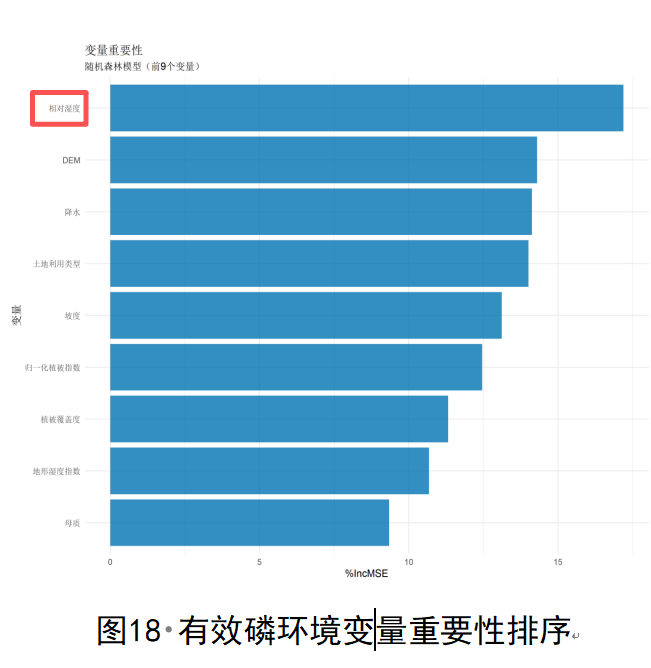 变量重要性
随机森林模型（前9个变量）
相对湿度
DEM
降水
土地利用类型
坡度
归一化植被指数
植被覆盖度
地形湿度指数
母质
变量
0 5 10 15
%IncMSE
图18·有效磷环境变量重要性排序